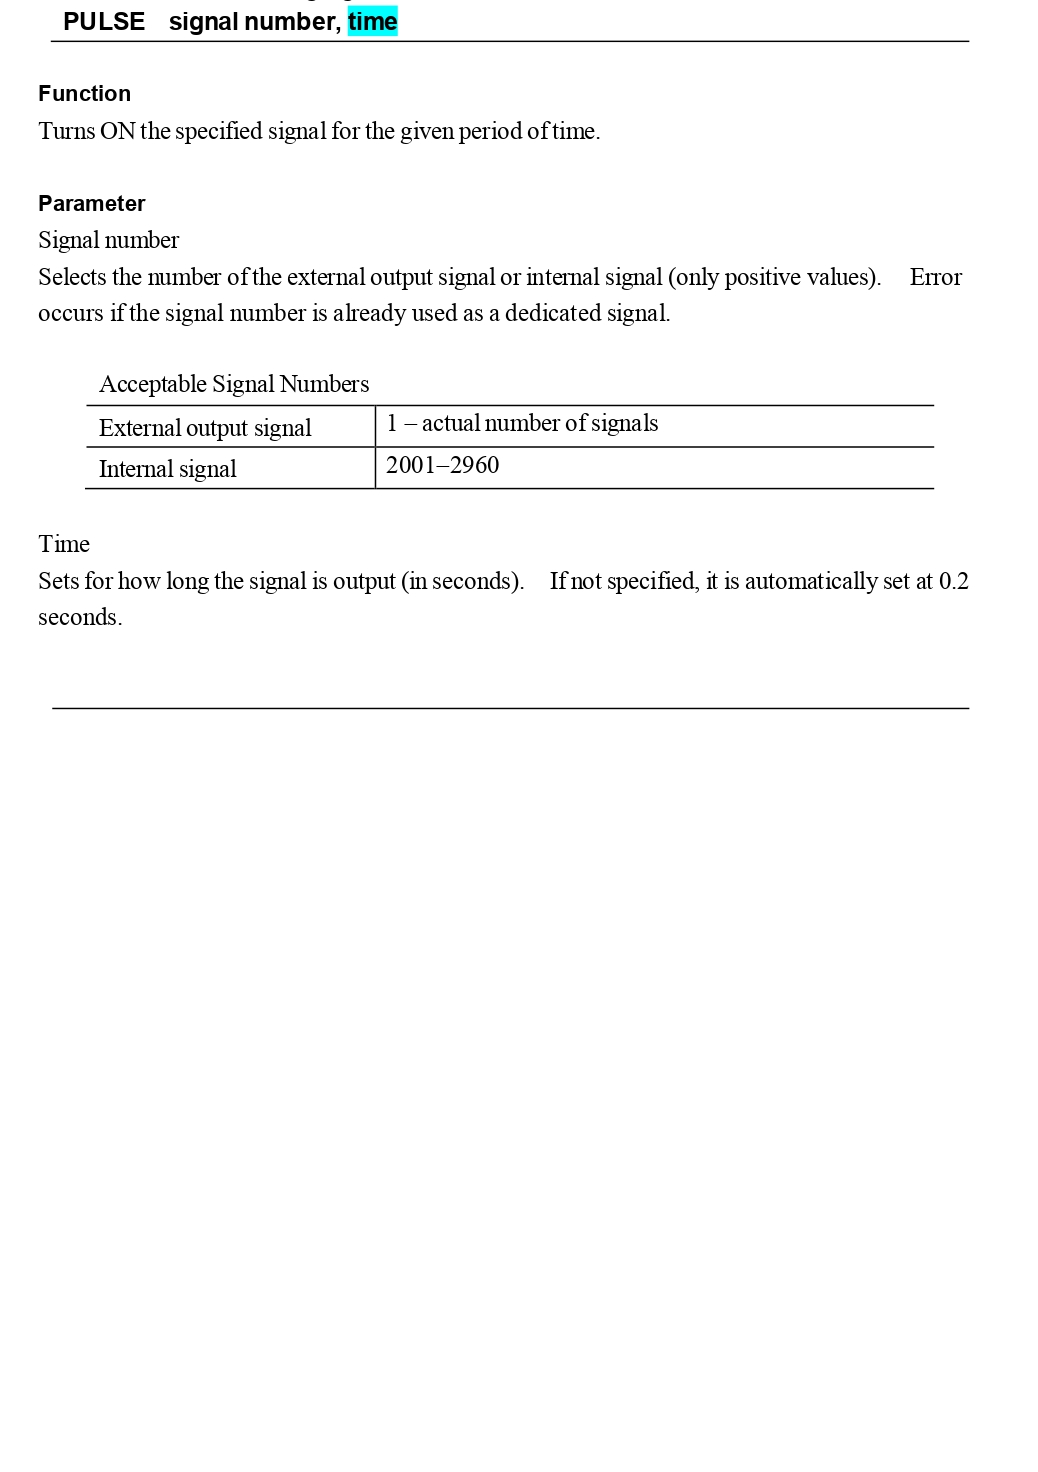 PULSE signal number, time
Function
Turns ON the specified signal for the given period of time.
Parameter
Signal number
Selects the number of the external output signal or internal signal (only positive values). Error
occurs if the signal number is already used as a dedicated signal.
Acceptable Signal Numbers
External output signal 1 – actual number of signals
Internal signal 2001–2960
Time
Sets for how long the signal is output (in seconds). If not specified, it is automatically set at 0.2
seconds.